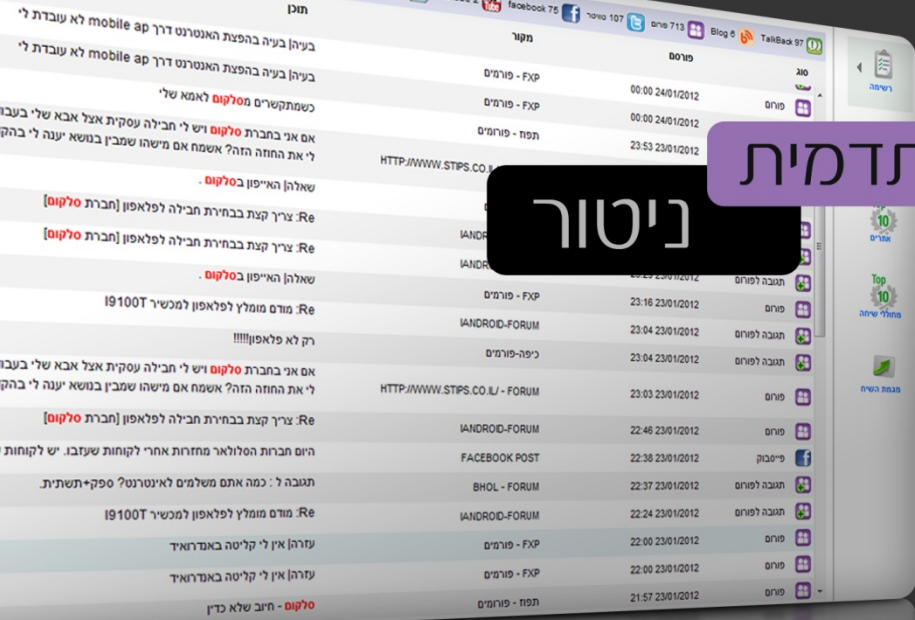 TalkBack 97 Blog 6 פורום 713 טוויטר 107 facebook 75
סוג פורסם מקור תוכן
בעיה| בעיה בהפצת האנטרנט דרך mobile ap לא עובדת לי
פורום 00:00 24/01/2012 FXP - פורמים בעיה| בעיה בהפצת האנטרנט דרך mobile ap לא עובדת לי
00:00 24/01/2012 FXP - פורמים כשמתקשרים מסלקום לאמא שלי
23:53 23/01/2012 תפוז - פורומים אם אני בחברת סלקום ויש לי חבילה עסקית אצל אבא שלי בעבו
לי את החוזה הזה? אשמח אם מישהו שמבין בנושא יענה לי בהק
HTTP://WWW.STIPS.CO.IL
שאלה| האייפון בסלקום .
Re: צריך קצת בבחירת חבילה לפלאפון [חברת סלקום]
Re: צריך קצת בבחירת חבילה לפלאפון [חברת סלקום]
תגובה לפורום שאלה| האייפון בסלקום .
פורום 23:16 23/01/2012 FXP - פורמים Re: מודם מומלץ לפלאפון למכשיר I9100T
תגובה לפורום 23:04 23/01/2012 IANDROID-FORUM רק לא פלאפון!!!!!
תגובה לפורום 23:04 23/01/2012 כיפה-פורמים אם אני בחברת סלקום ויש לי חבילה עסקית אצל אבא שלי בעבו
לי את החוזה הזה? אשמח אם מישהו שמבין בנושא יענה לי בהק
פורום 23:03 23/01/2012 HTTP://WWW.STIPS.CO.IL/ - FORUM
פורום 22:46 23/01/2012 IANDROID-FORUM Re: צריך קצת בבחירת חבילה לפלאפון [חברת סלקום]
פייסבוק 22:38 23/01/2012 FACEBOOK POST היום חברות הסלולאר מחזרות אחרי לקוחות שעזבו. יש לקוחות
תגובה לפורום 22:37 23/01/2012 BHOL - FORUM תגובה ל : כמה אתם משלמים לאינטרנט? ספק+תשתית.
תגובה לפורום 22:24 23/01/2012 IANDROID-FORUM Re: מודם מומלץ לפלאפון למכשיר I9100T
פורום 22:00 23/01/2012 FXP - פורמים עזרה| אין לי קליטה באנדרואיד
פורום 22:00 23/01/2012 FXP - פורמים עזרה| אין לי קליטה באנדרואיד
פורום 21:57 23/01/2012 תפוז - פורומים סלקום - חיוב שלא כדין
רשימה
תדמית
ניטור
10
אתרים
Top
10
מחוללי שיחה
מגמת השיח